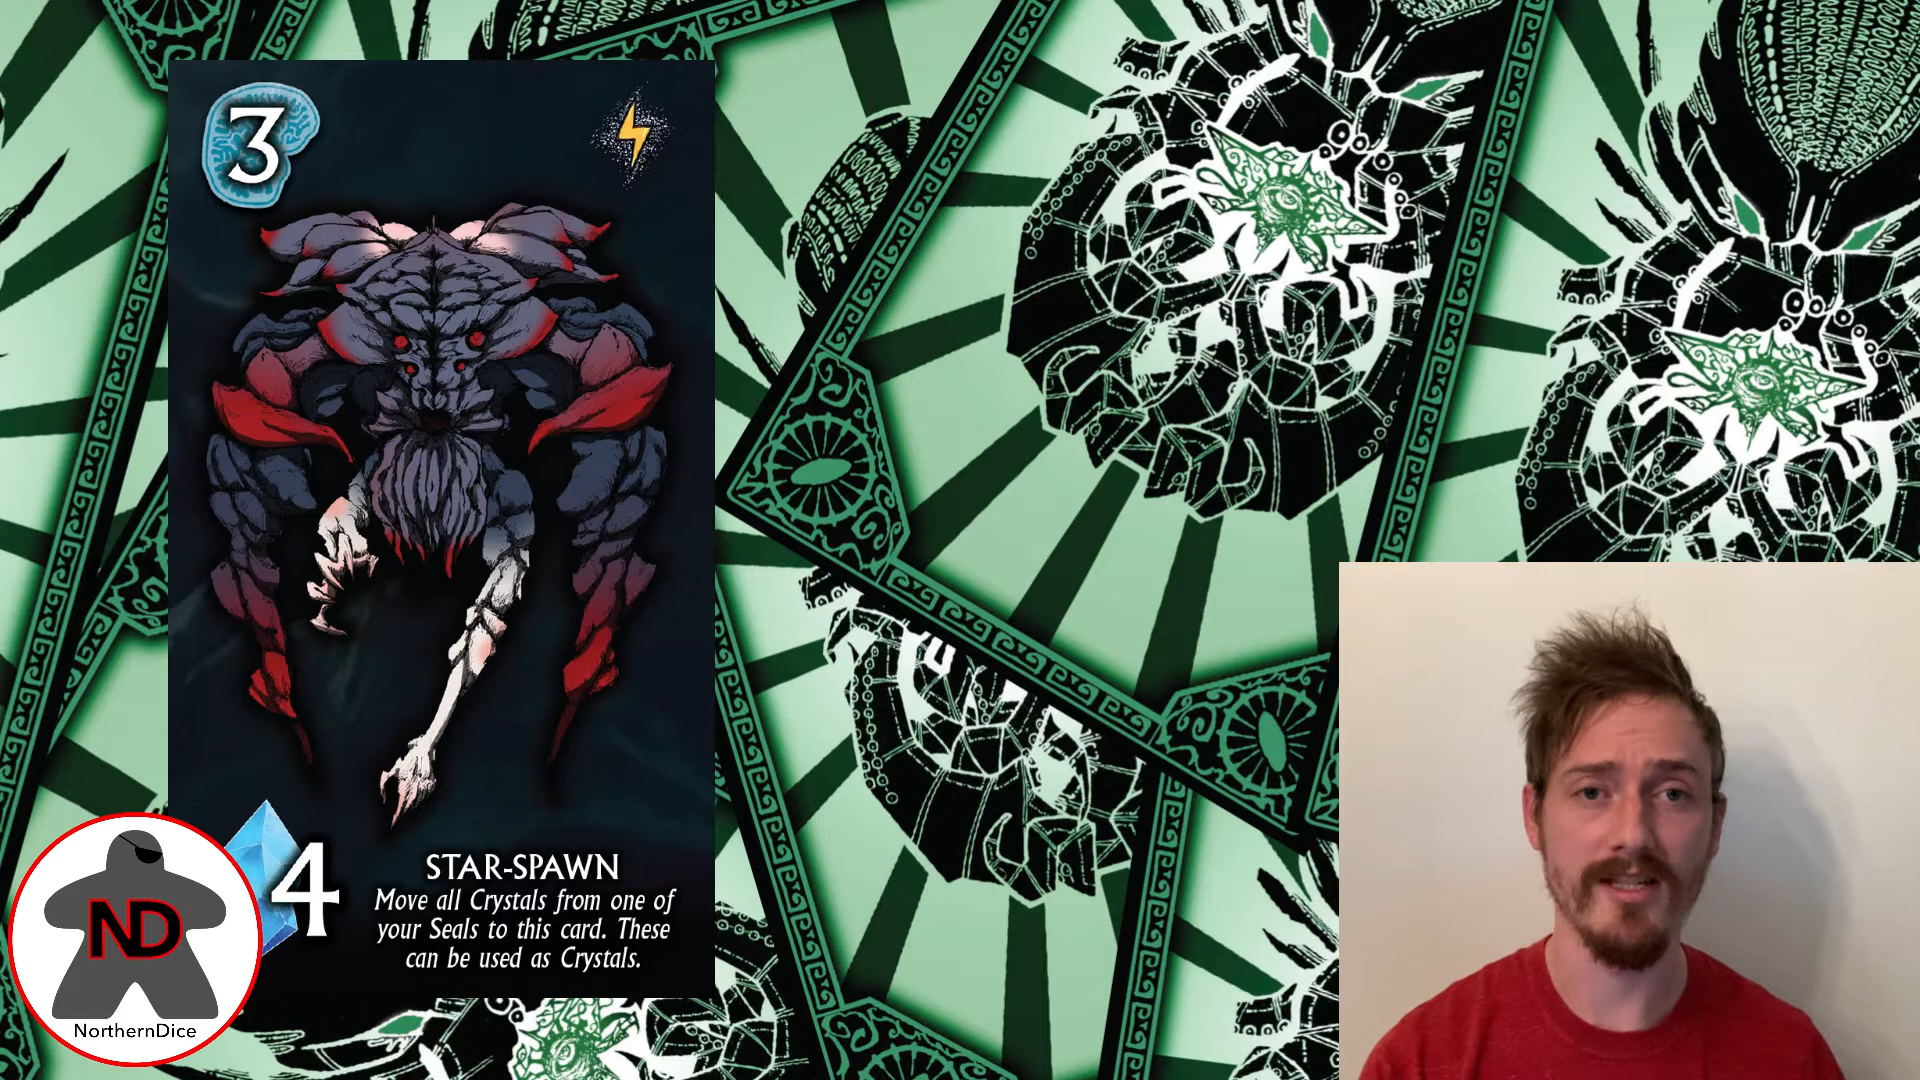 3
4
STAR-SPAWN
Move all Crystals from one of
your Seals to this card. These
can be used as Crystals.
ND
NorthernDice